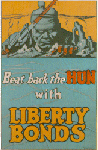 Beat back the HUN
with
LIBERTY
BONDS